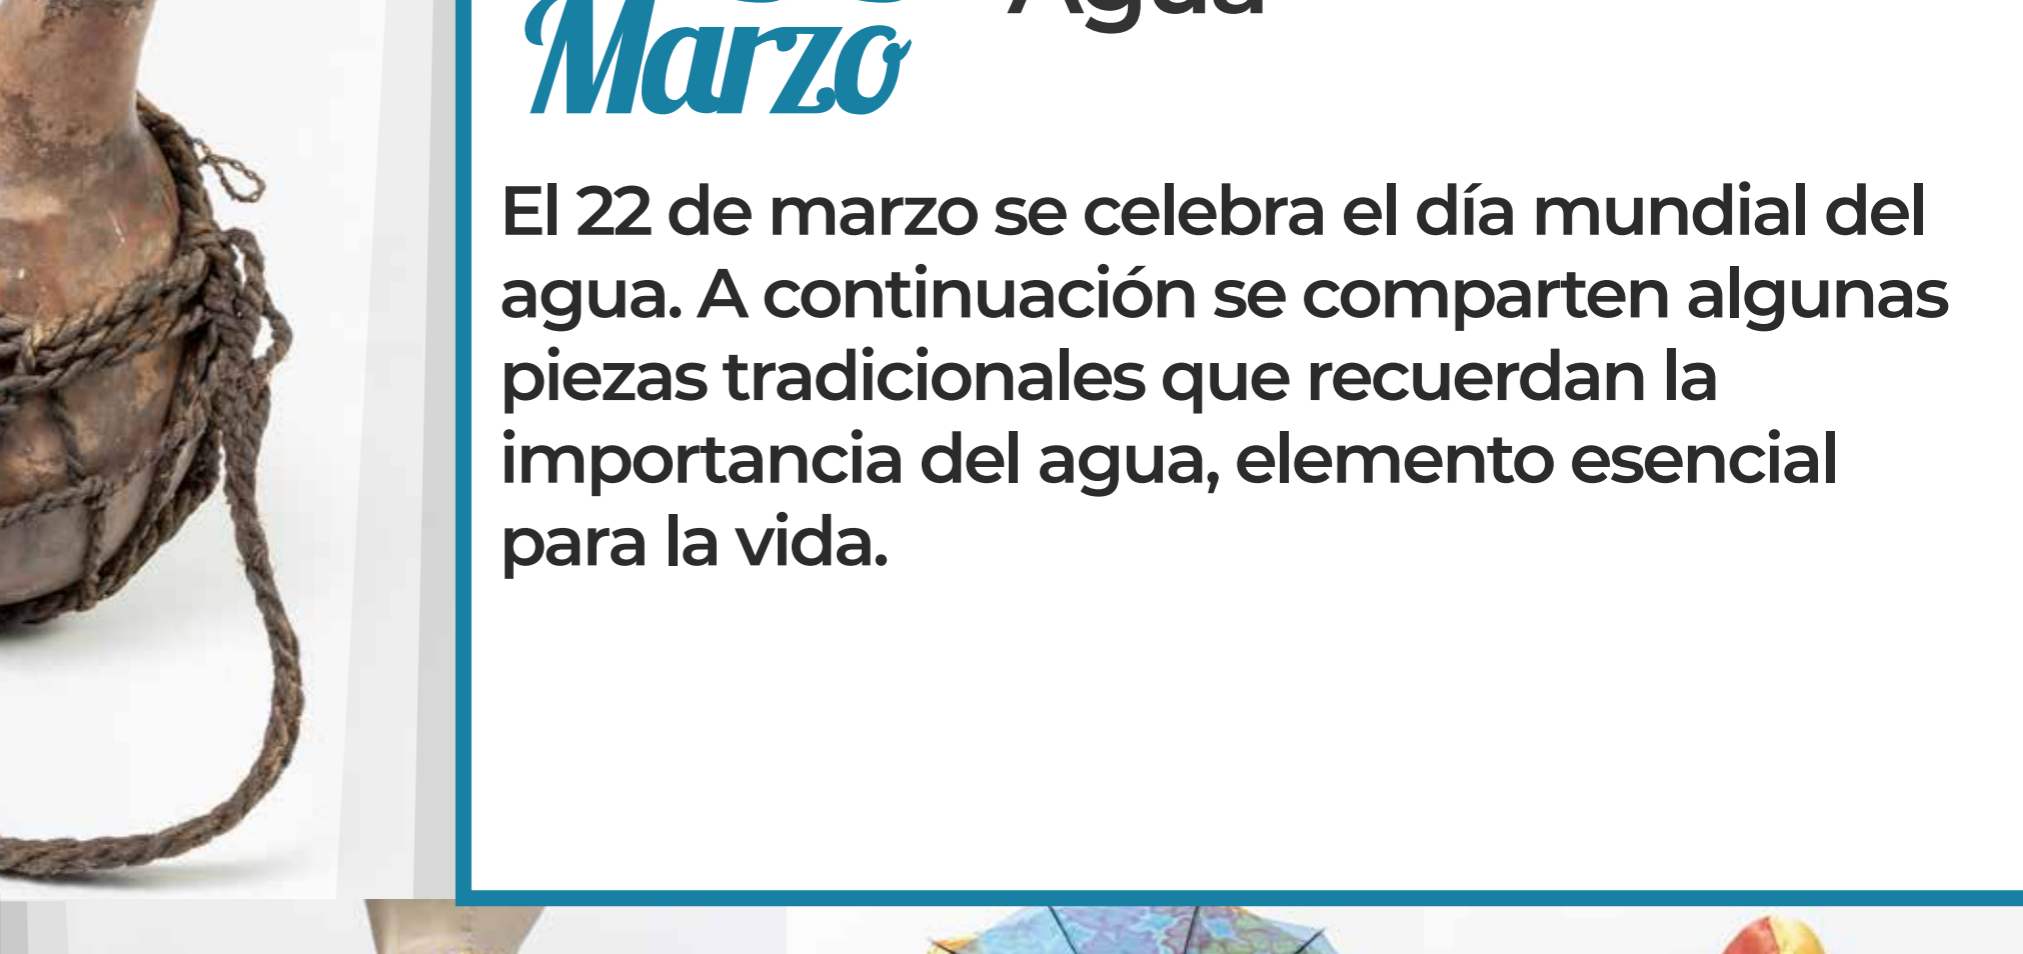 Agua
Marzo
El 22 de marzo se celebra el día mundial del
agua. A continuación se comparten algunas
piezas tradicionales que recuerdan la
importancia del agua, elemento esencial
para la vida.